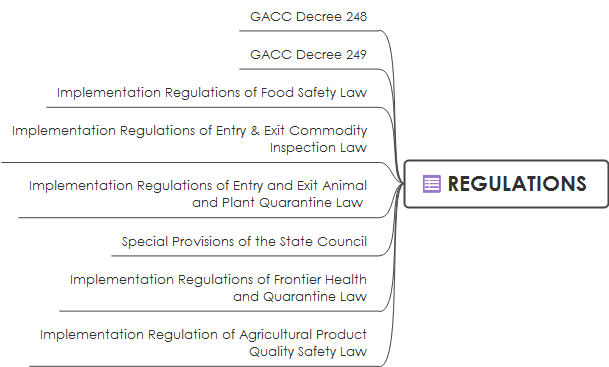 GACC Decree 248
GACC Decree 249
Implementation Regulations of Food Safety Law
Implementation Regulations of Entry & Exit Commodity
Inspection Law
Implementation Regulations of Entry and Exit Animal
and Plant Quarantine Law
Special Provisions of the State Council
Implementation Regulations of Frontier Health
and Quarantine Law
Implementation Regulation of Agricultural Product
Quality Safety Law
REGULATIONS